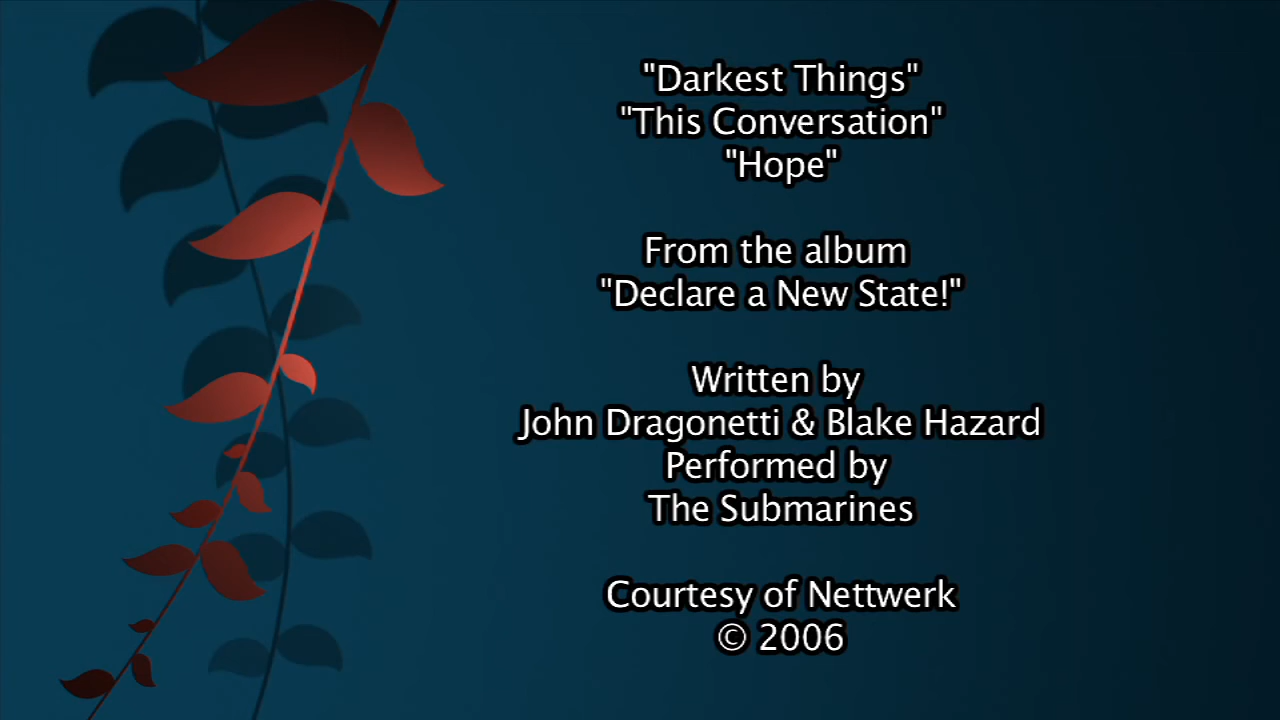 "Darkest Things"
"This Conversation"
"Hope"
From the album
"Declare a New State!"
Written by
John Dragonetti & Blake Hazard
Performed by
The Submarines
Courtesy of Nettwerk
© 2006